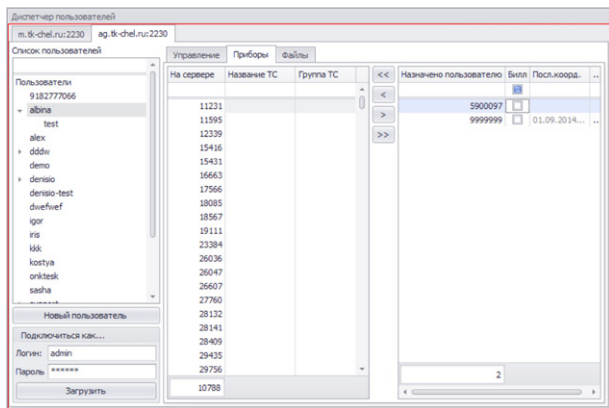 Диспетчер пользователей
m.tk-chel.ru:2230
ag.tk-chel.ru:2230
Список пользователей
Пользователи
9182777066
albina
test
alex
dddw
demo
denisio
denisio-test
dwefwef
igor
iris
kkk
kostya
onktesk
sasha
Новый пользователь
Подключиться как...
Логин: admin
Пароль ******
Загрузить
Управление Приборы Файлы
На сервере Название ТС Группа ТС
11231
11595
12339
15416
15431
16663
17566
18085
18567
19111
23384
26036
26047
26607
27760
28132
28141
28409
29435
29756
10788
<<
<
>
>>
Назначено пользователю Билл Посл.коорд. ..
5900097
9999999 01.09.2014... ..
2